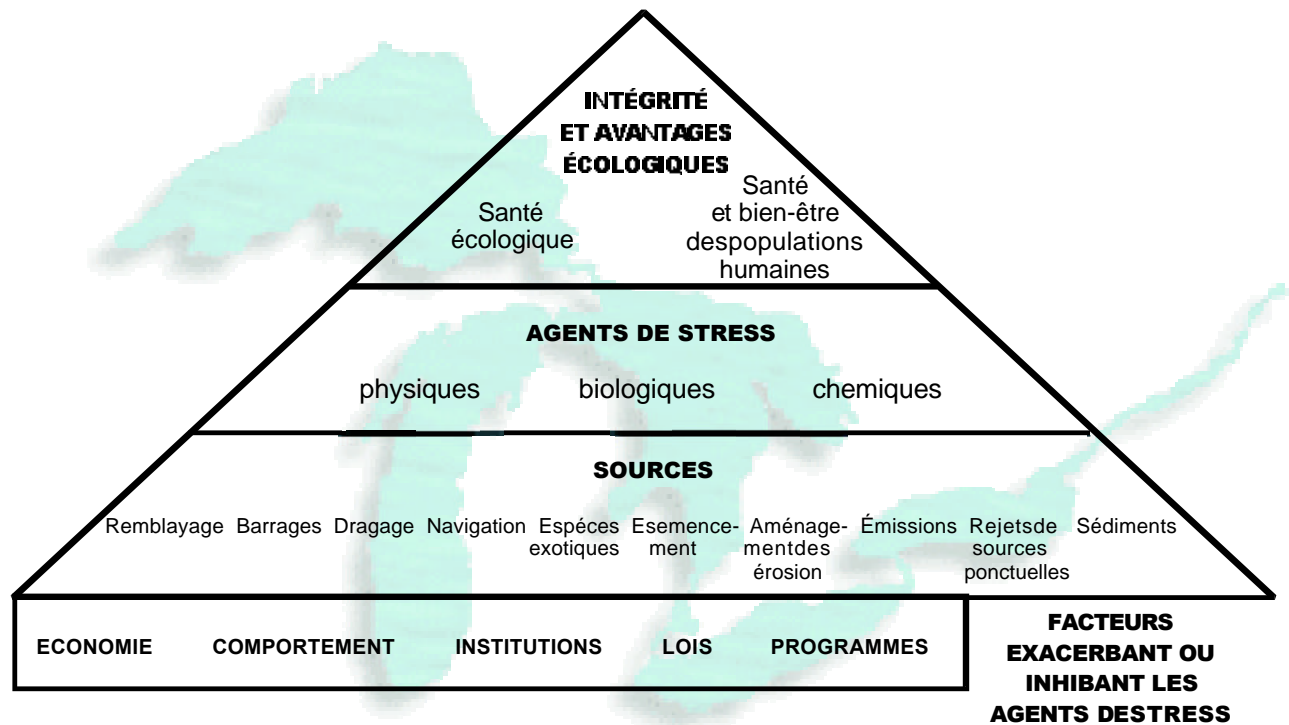 INTÉGRITÉ
ET AVANTAGES
ÉCOLOGIQUES
Santé
écologique
Santé
et bien-être
despopulations
humaines
AGENTS DE STRESS
physiques biologiques chemiques
SOURCES
Remblayage Barrages Dragage Navigation Espéces Esemence- Aménage- Émissions Rejetsde Sédiments
exotiques ment mentdes sources
érosion ponctuelles
ECONOMIE COMPORTEMENT INSTITUTIONS LOIS PROGRAMMES
FACTEURS
EXACERBANT OU
INHIBANT LES
AGENTS DESTRESS